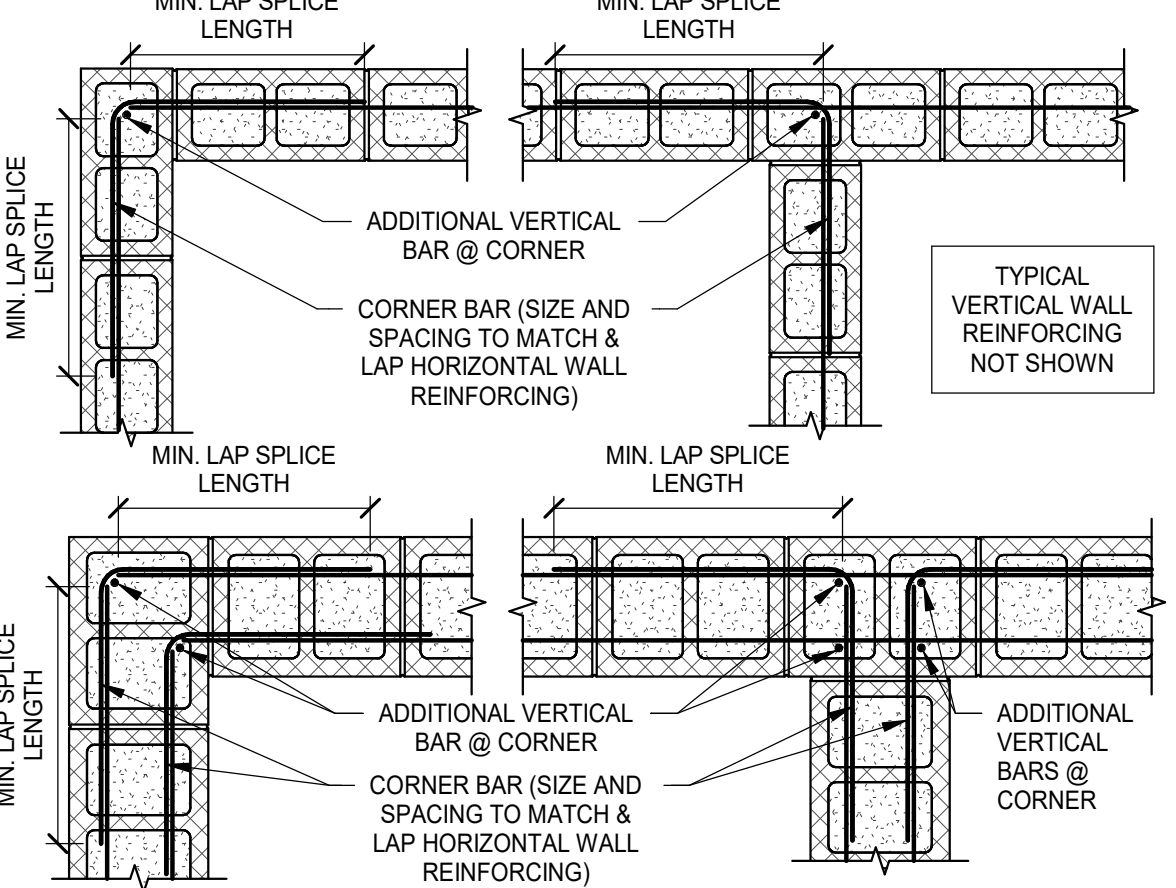 MIN. LAP SPLICE
LENGTH
MIN. LAP SPLICE
LENGTH
MIN. LAP SPLICE
LENGTH
ADDITIONAL VERTICAL
BAR @ CORNER
CORNER BAR (SIZE AND
SPACING TO MATCH &
LAP HORIZONTAL WALL
REINFORCING)
TYPICAL
VERTICAL WALL
REINFORCING
NOT SHOWN
MIN. LAP SPLICE
LENGTH
MIN. LAP SPLICE
LENGTH
MIN. LAP SPLICE
LENGTH
ADDITIONAL VERTICAL
BAR @ CORNER
CORNER BAR (SIZE AND
SPACING TO MATCH &
LAP HORIZONTAL WALL
REINFORCING)
ADDITIONAL
VERTICAL
BARS @
CORNER